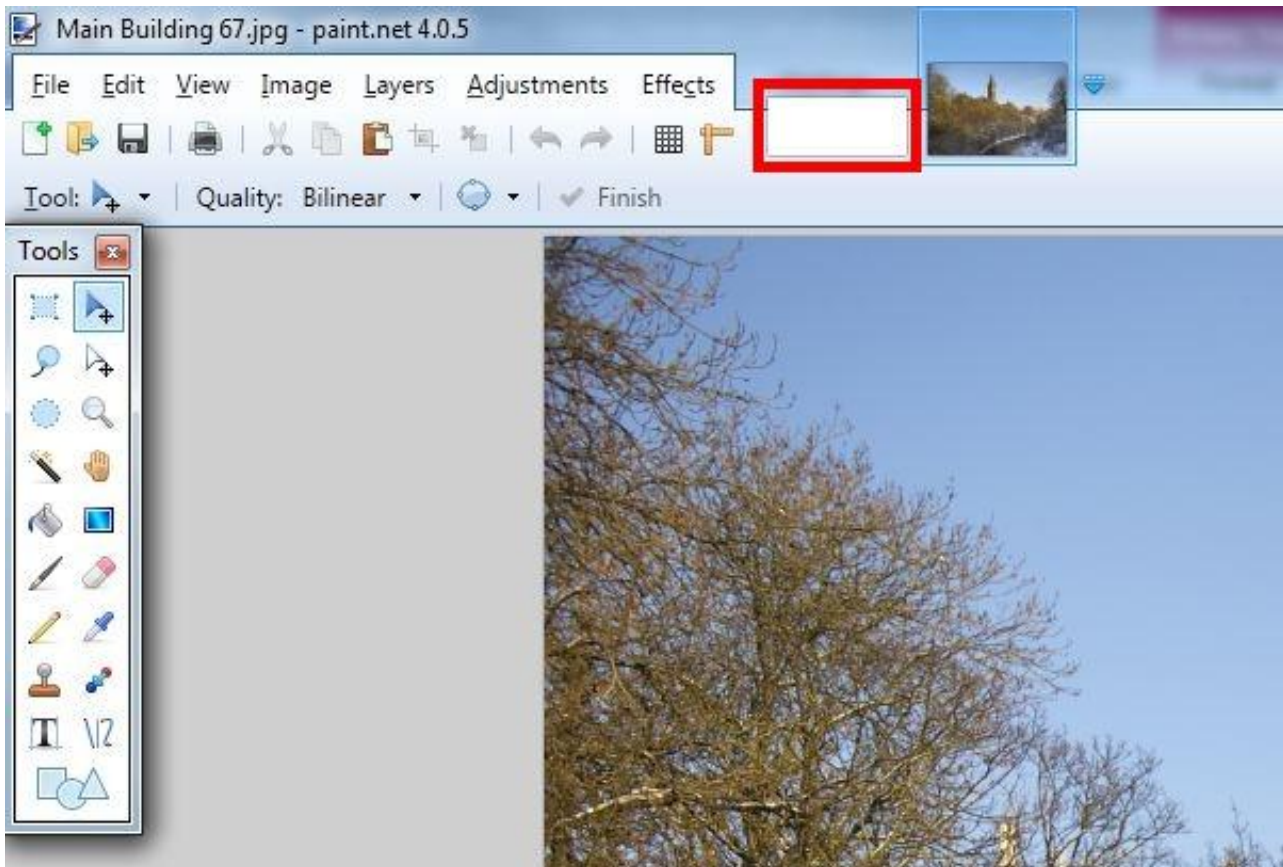 Main Building 67.jpg - paint.net 4.0.5
File Edit View Image Layers Adjustments Effects
Tool: Quality: Bilinear Finish
Tools